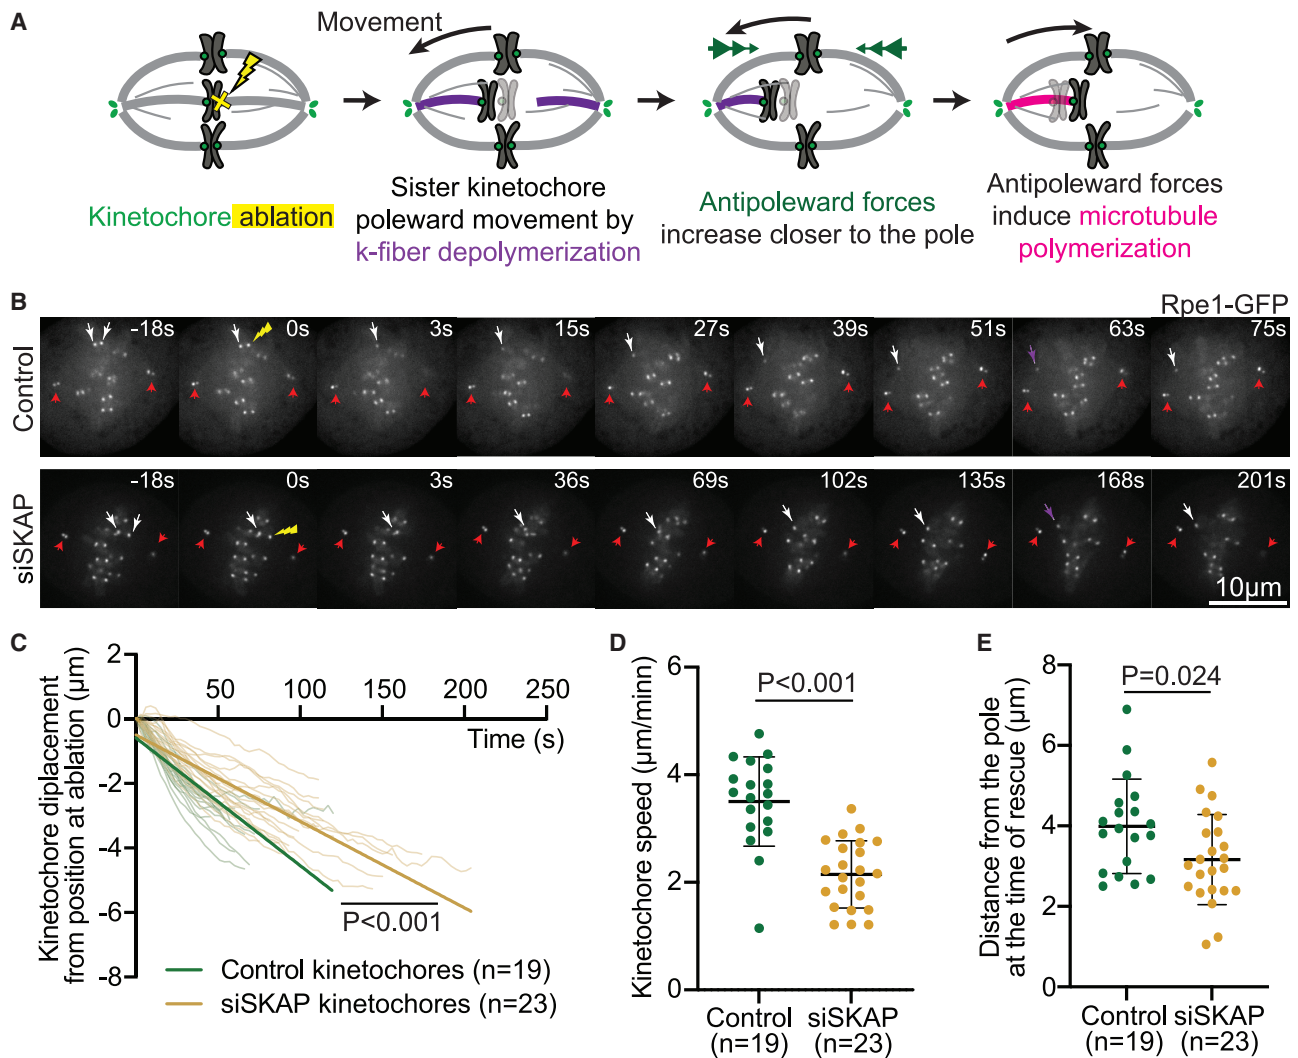 A
Movement
Kinetochore ablation
Sister kinetochore
poleward movement by
k-fiber depolymerization
Antipoleward forces
increase closer to the pole
Antipoleward forces
induce microtubule
polymerization
B
Rpe1-GFP
Control
-18s 0s 3s 15s 27s 39s 51s 63s 75s
siSKAP
-18s 0s 3s 36s 69s 102s 135s 168s 201s
10µm
C
Kinetochore diplacement
from position at ablation (µm)
2
0
-2
-4
-6
-8
50 100 150 200 250
Time (s)
P<0.001
Control kinetochores (n=19)
siSKAP kinetochores (n=23)
D
Kinetochore speed (µm/minn)
6
4
2
0
P<0.001
Control
(n=19)
siSKAP
(n=23)
E
Distance from the pole
at the time of rescue (µm)
8
6
4
2
0
P=0.024
Control
(n=19)
siSKAP
(n=23)